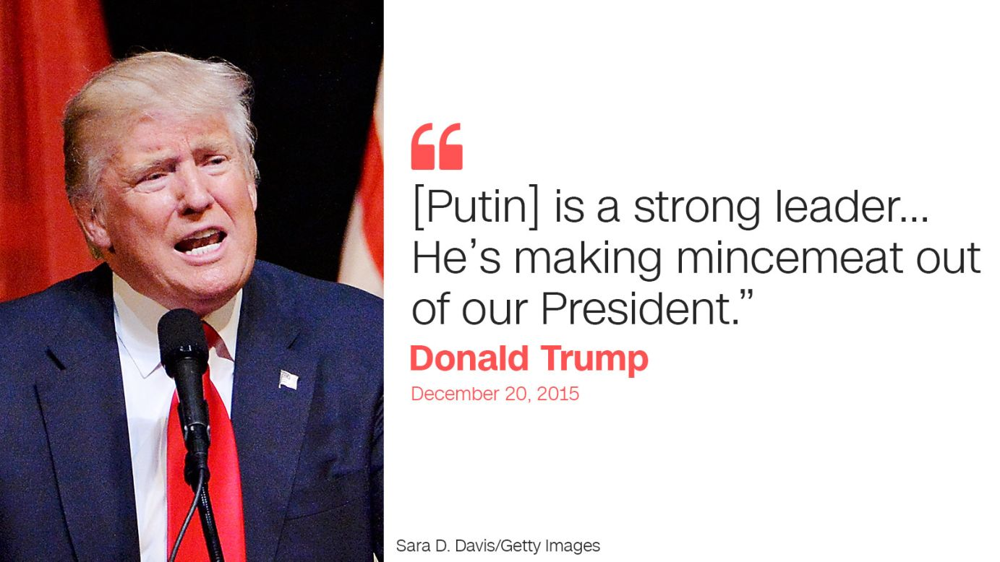 “
[Putin] is a strong leader...
He’s making mincemeat out
of our President.”
Donald Trump
December 20, 2015
Sara D. Davis/Getty Images